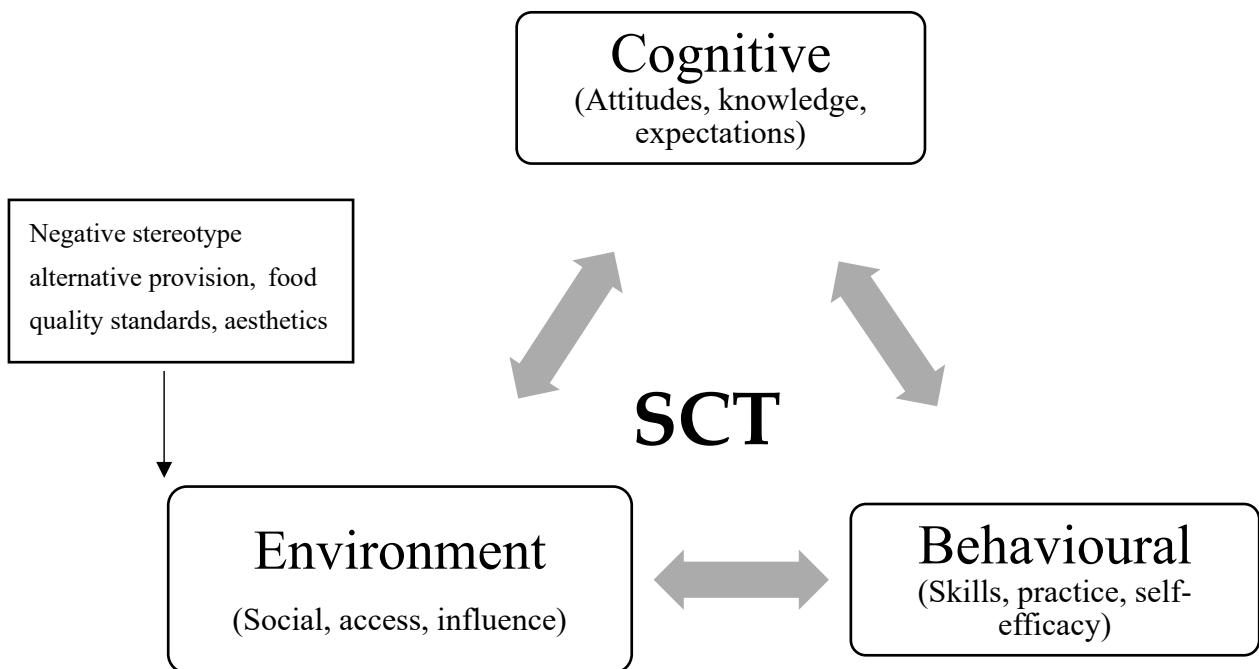 Cognitive
(Attitudes, knowledge,
expectations)
Negative stereotype
alternative provision,  food
quality standards, aesthetics
SCT
Environment
(Social, access, influence)
Behavioural
(Skills, practice, self-
efficacy)